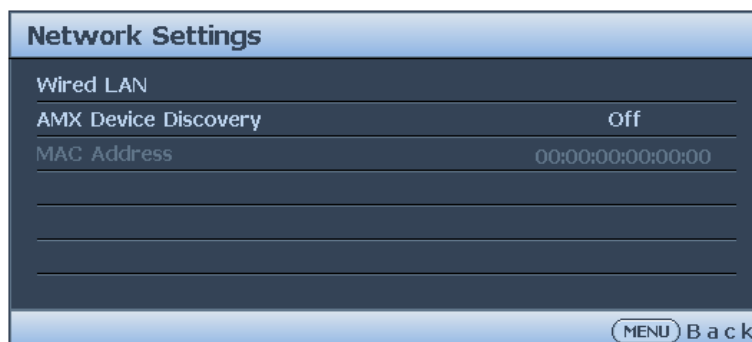 Network Settings
Wired LAN
AMX Device Discovery Off
MAC Address 00:00:00:00:00:00
MENU Back